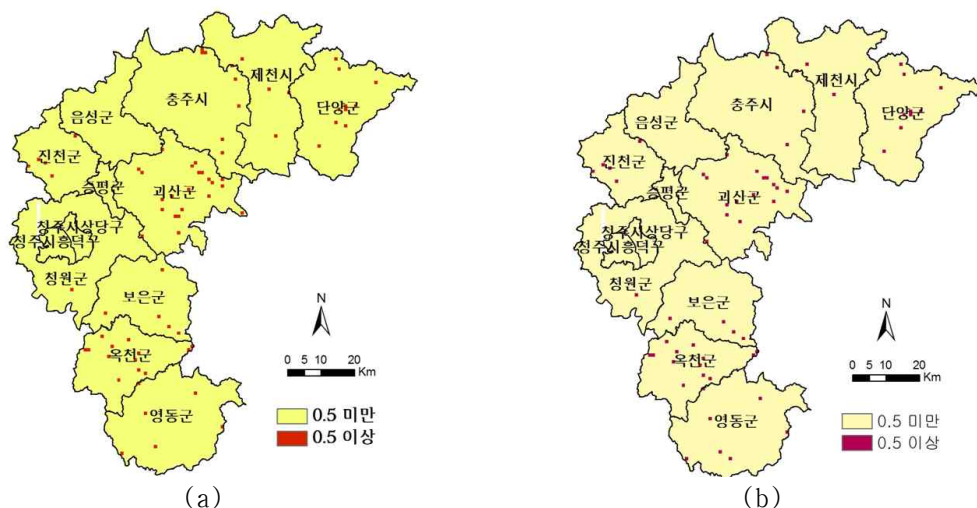 제천시
충주시
단양군
음성군
진천군
증평군
괴산군
청주시상당구
청주시흥덕구
청원군
보은군
옥천군
영동군
N
0 5 10 20
Km
0.5 미만
0.5 이상
(a)
제천시
충주시
단양군
음성군
진천군
증평군
괴산군
청주시상당구
청주시흥덕구
청원군
보은군
옥천군
영동군
N
0 5 10 20
Km
0.5 미만
0.5 이상
(b)